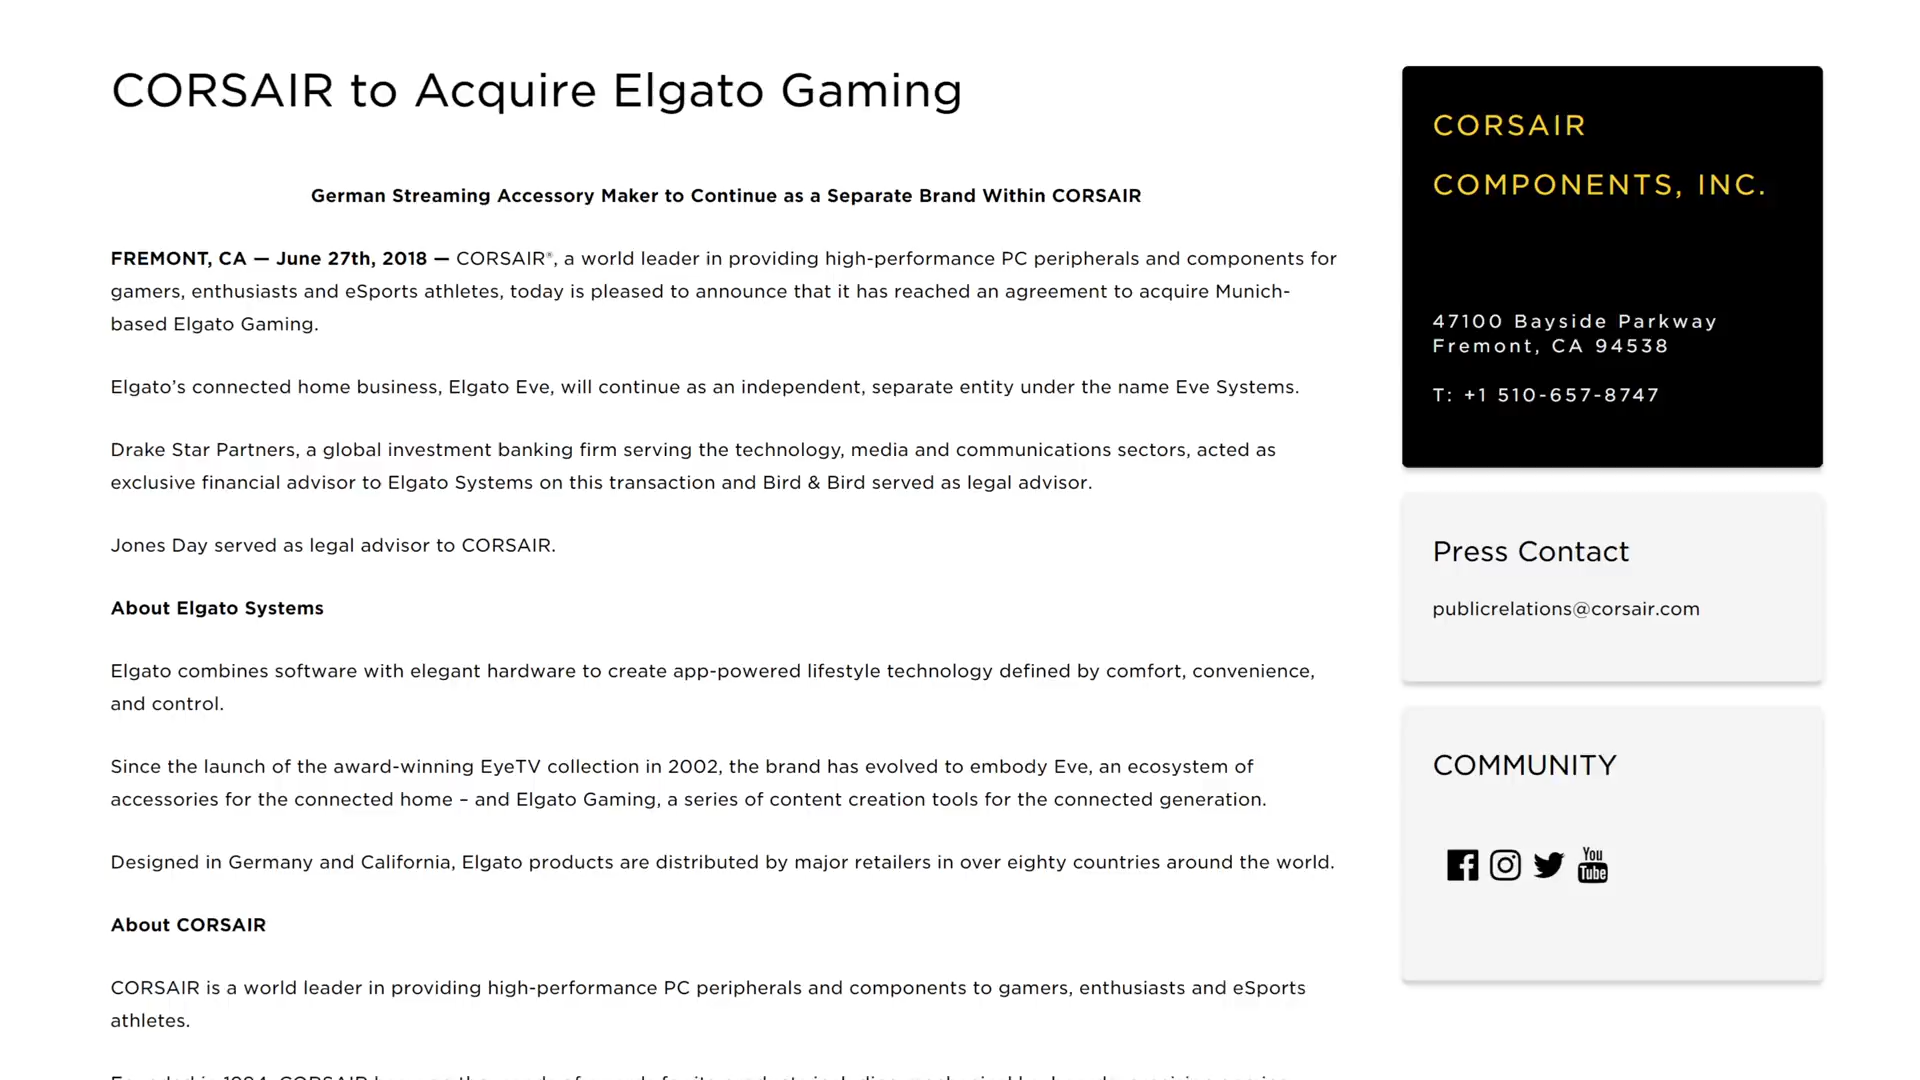 CORSAIR to Acquire Elgato Gaming
German Streaming Accessory Maker to Continue as a Separate Brand Within CORSAIR
FREMONT, CA — June 27th, 2018 — CORSAIR®, a world leader in providing high-performance PC peripherals and components for
gamers, enthusiasts and eSports athletes, today is pleased to announce that it has reached an agreement to acquire Munich-
based Elgato Gaming.
Elgato’s connected home business, Elgato Eve, will continue as an independent, separate entity under the name Eve Systems.
Drake Star Partners, a global investment banking firm serving the technology, media and communications sectors, acted as
exclusive financial advisor to Elgato Systems on this transaction and Bird & Bird served as legal advisor.
Jones Day served as legal advisor to CORSAIR.
About Elgato Systems
Elgato combines software with elegant hardware to create app-powered lifestyle technology defined by comfort, convenience,
and control.
Since the launch of the award-winning EyeTV collection in 2002, the brand has evolved to embody Eve, an ecosystem of
accessories for the connected home – and Elgato Gaming, a series of content creation tools for the connected generation.
Designed in Germany and California, Elgato products are distributed by major retailers in over eighty countries around the world.
About CORSAIR
CORSAIR is a world leader in providing high-performance PC peripherals and components to gamers, enthusiasts and eSports
athletes.
CORSAIR
COMPONENTS, INC.
47100 Bayside Parkway
Fremont, CA 94538
T: +1 510-657-8747
Press Contact
publicrelations@corsair.com
COMMUNITY
You
Tube